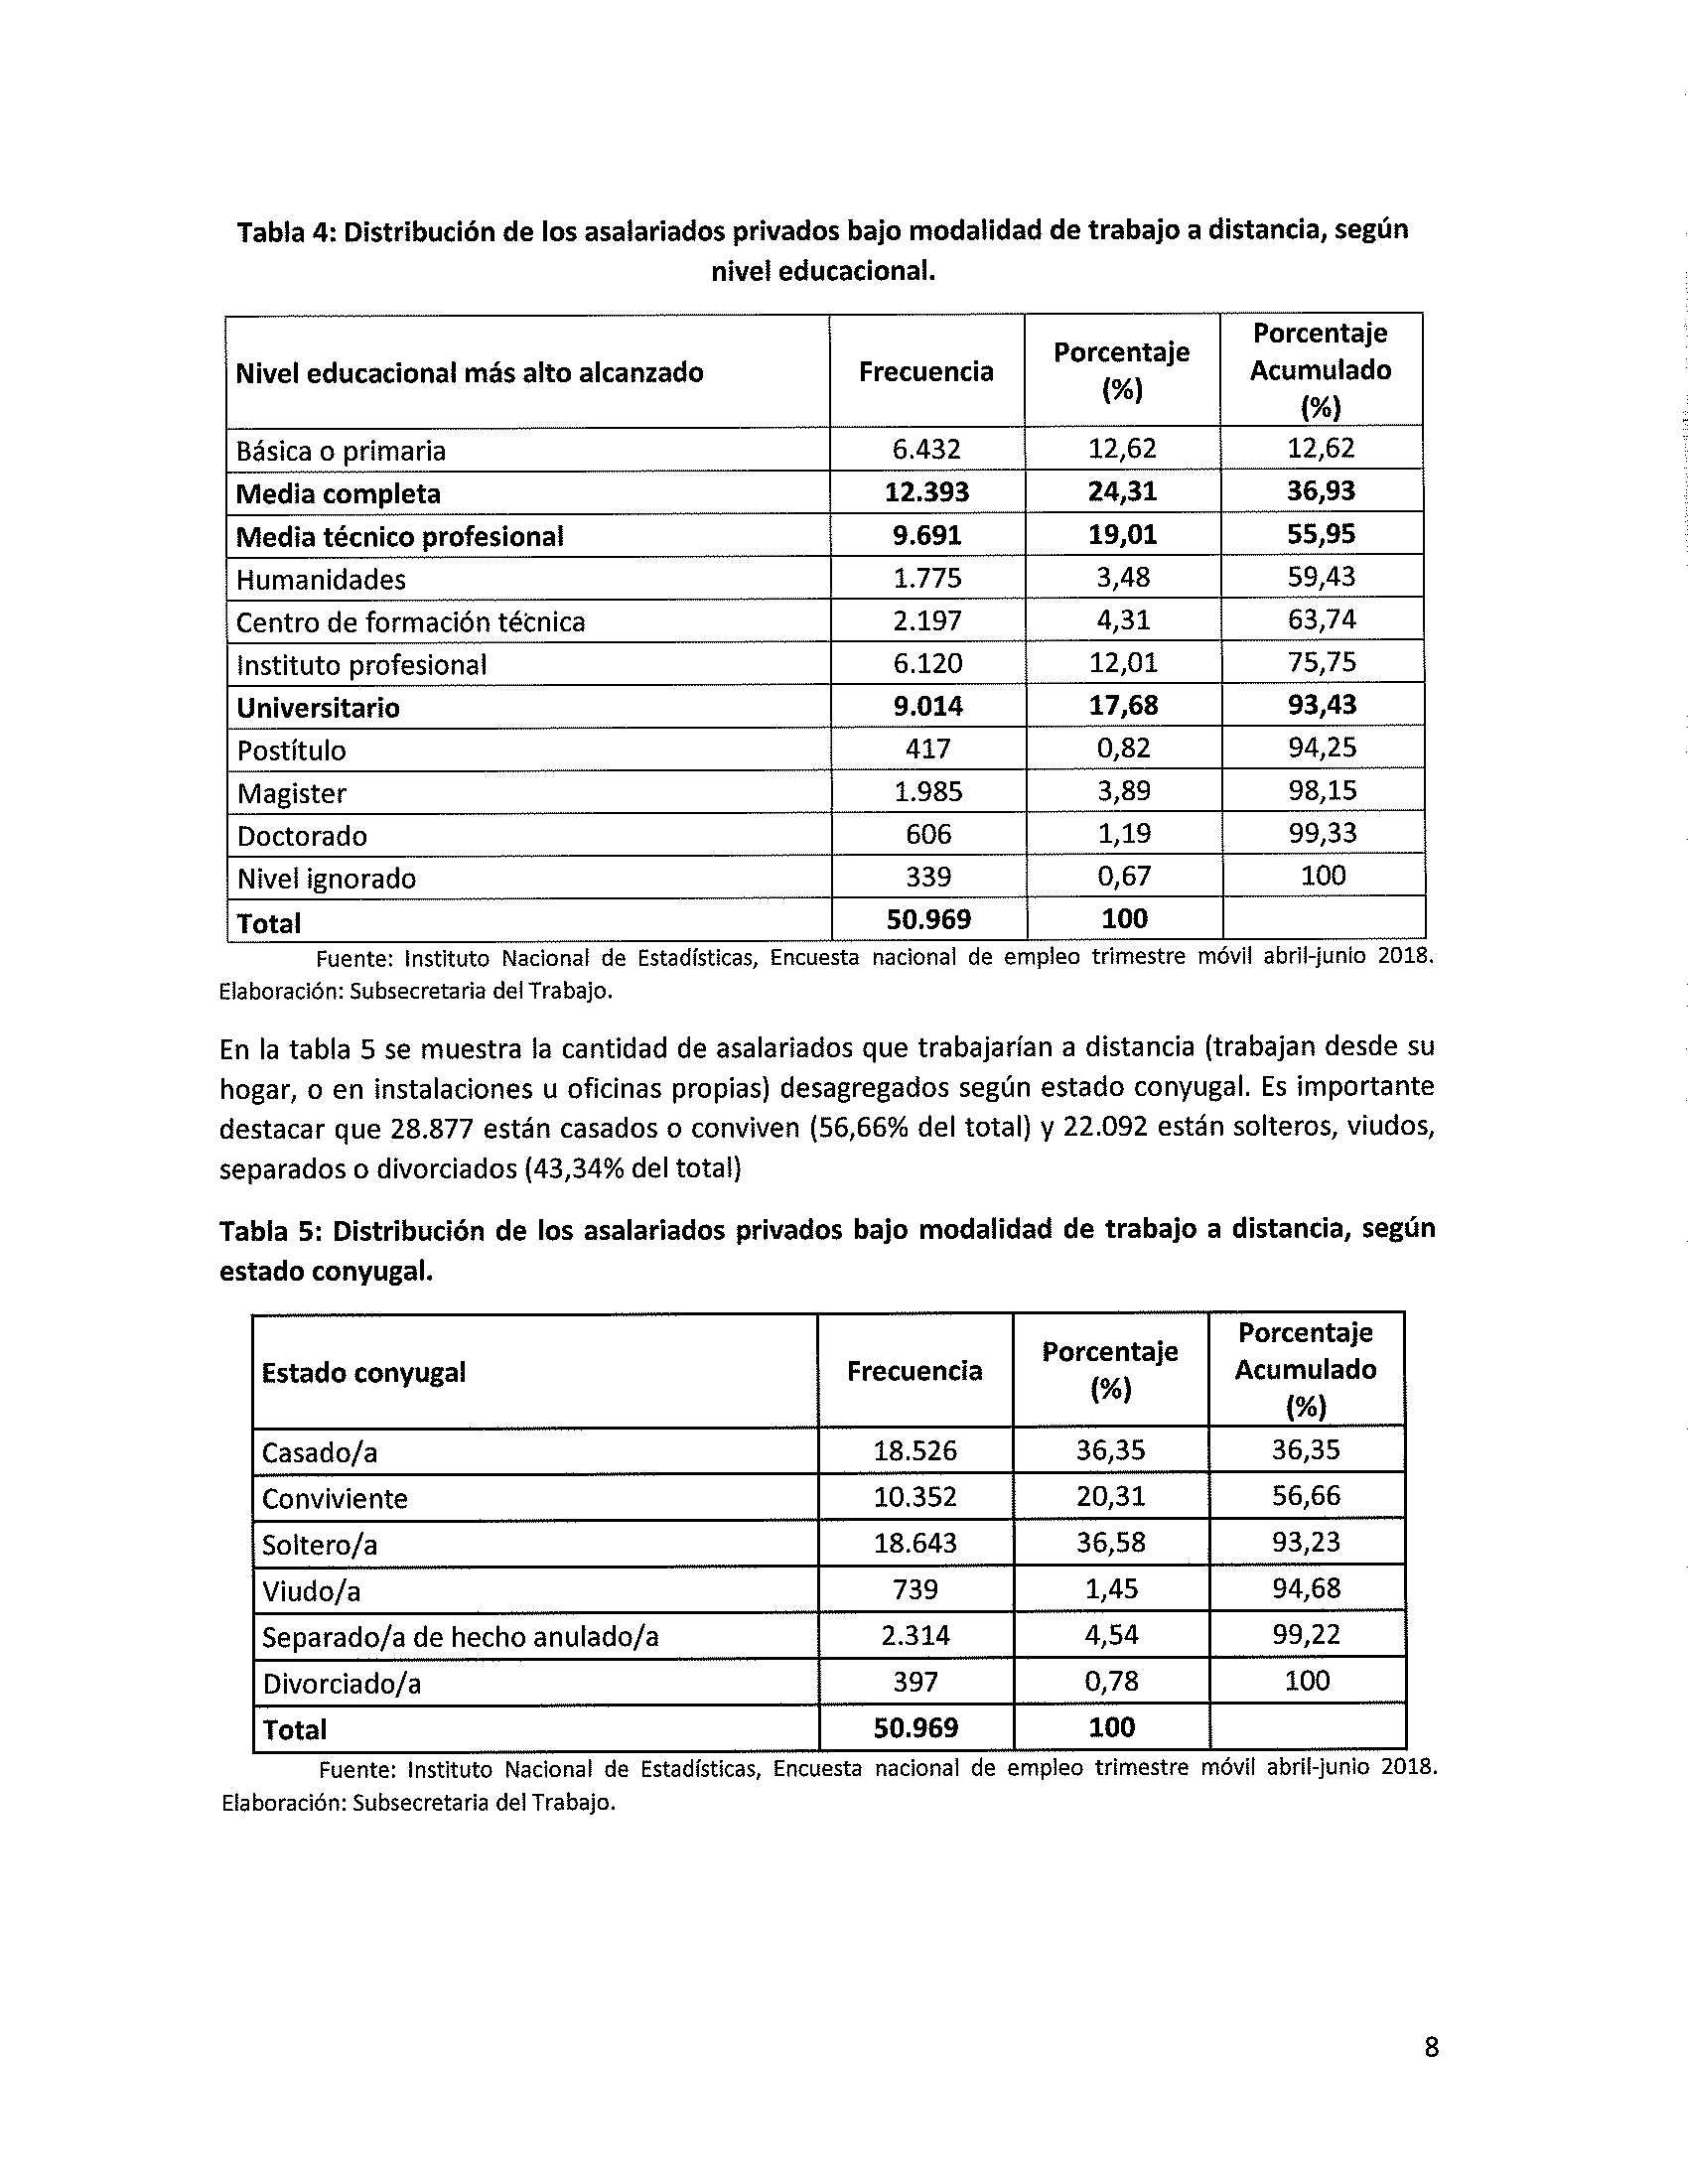 Tabla 4: Distribución de los asalariados privados bajo modalidad de trabajo a distancia, según
nivel educacional.
Nivel educacional más alto alcanzado Frecuencia Porcentaje (%) Porcentaje Acumulado (%)
Básica o primaria 6.432 12,62 12,62
Media completa 12.393 24,31 36,93
Media técnico profesional 9.691 19,01 55,95
Humanidades 1.775 3,48 59,43
Centro de formación técnica 2.197 4,31 63,74
Instituto profesional 6.120 12,01 75,75
Universitario 9.014 17,68 93,43
Postítulo 417 0,82 94,25
Magister 1.985 3,89 98,15
Doctorado 606 1,19 99,33
Nivel ignorado 339 0,67 100
Total 50.969 100
Fuente: Instituto Nacional de Estadísticas, Encuesta nacional de empleo trimestre móvil abril-junio 2018.
Elaboración: Subsecretaria del Trabajo.
En la tabla 5 se muestra la cantidad de asalariados que trabajarían a distancia (trabajan desde su
hogar, o en instalaciones u oficinas propias) desagregados según estado conyugal. Es importante
destacar que 28.877 están casados o conviven (56,66% del total) y 22.092 están solteros, viudos,
separados o divorciados (43,34% del total)
Tabla 5: Distribución de los asalariados privados bajo modalidad de trabajo a distancia, según
estado conyugal.
Estado conyugal Frecuencia Porcentaje (%) Porcentaje Acumulado (%)
Casado/a 18.526 36,35 36,35
Conviviente 10.352 20,31 56,66
Soltero/a 18.643 36,58 93,23
Viudo/a 739 1,45 94,68
Separado/a de hecho anulado/a 2.314 4,54 99,22
Divorciado/a 397 0,78 100
Total 50.969 100
Fuente: Instituto Nacional de Estadísticas, Encuesta nacional de empleo trimestre móvil abril-junio 2018.
Elaboración: Subsecretaria del Trabajo.
8